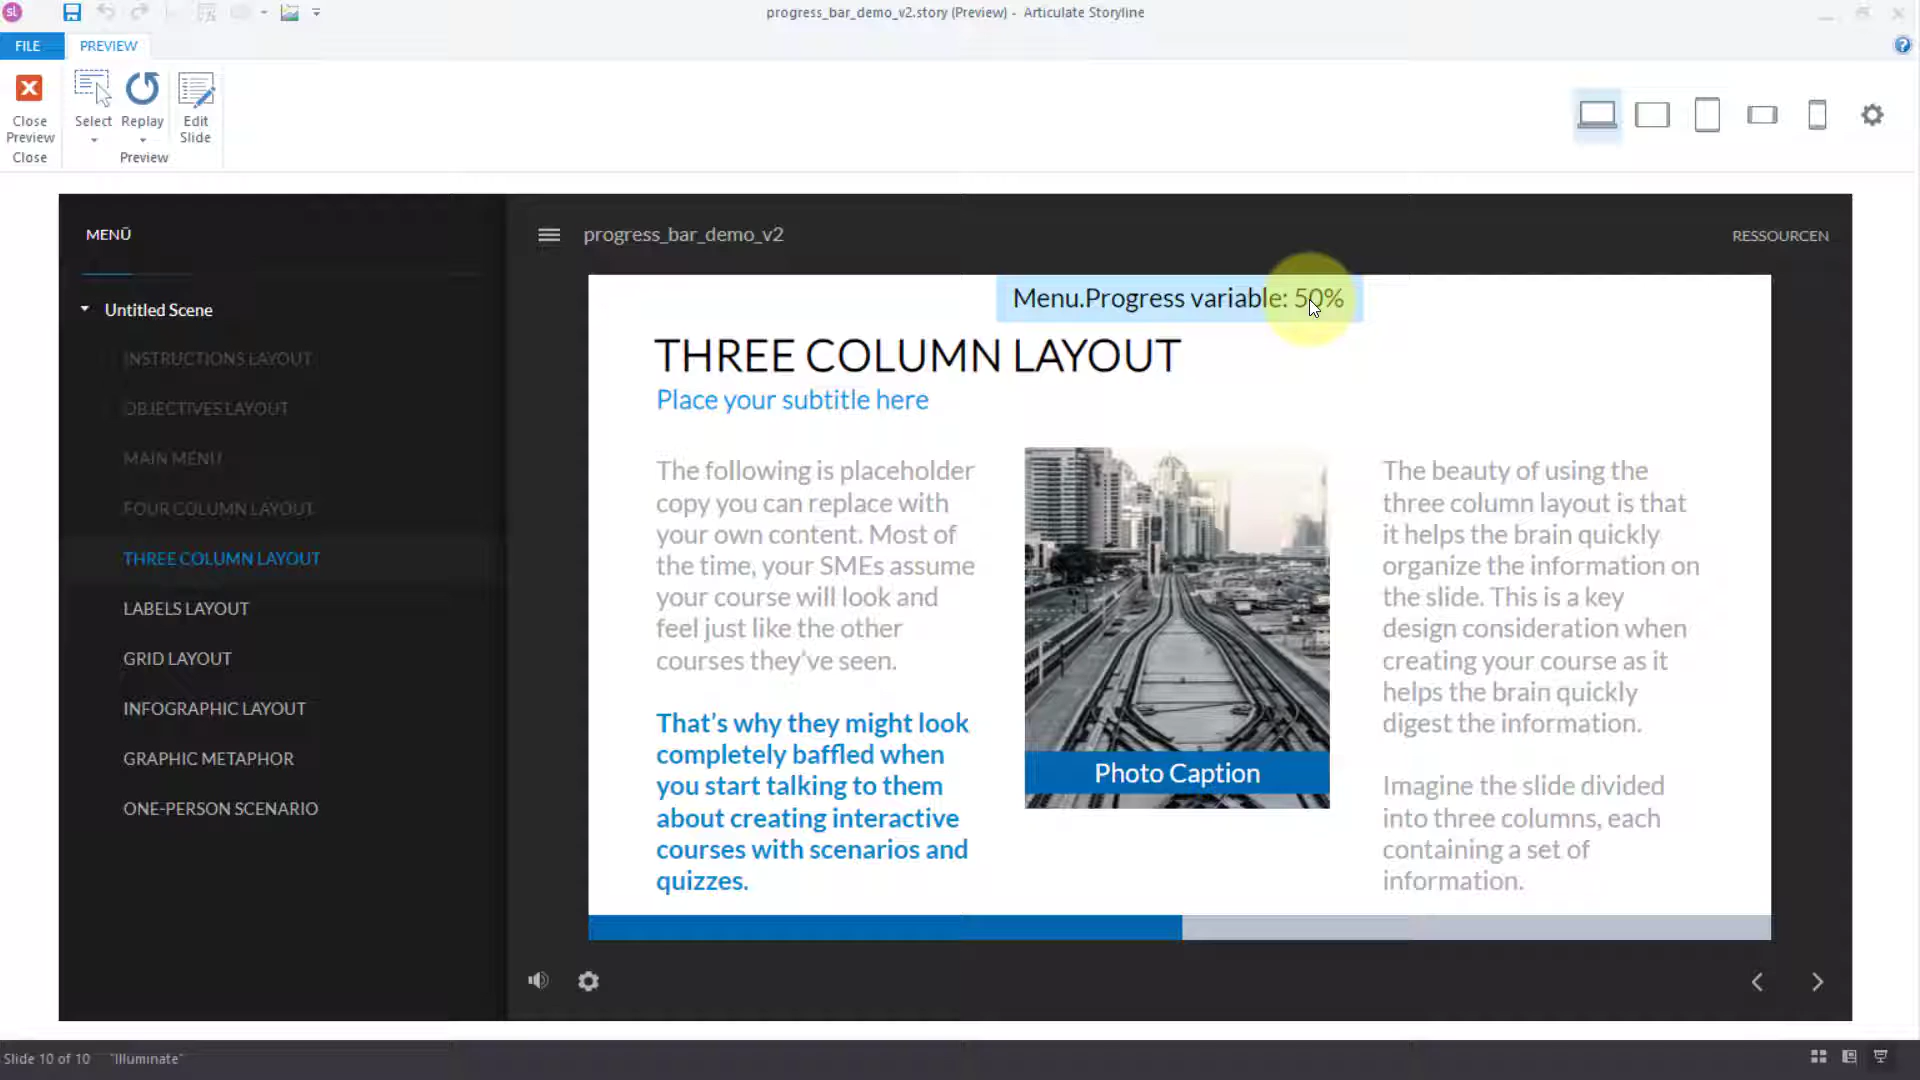 progress_bar_demo_v2.story (Preview) - Articulate Storyline
FILE
PREVIEW
Close
Preview
Select
Replay
Edit
Slide
Close
Preview
MENÜ
progress_bar_demo_v2
RESSOURCEN
Untitled Scene
INSTRUCTIONS LAYOUT
OBJECTIVES LAYOUT
MAIN MENU
FOUR COLUMN LAYOUT
THREE COLUMN LAYOUT
LABELS LAYOUT
GRID LAYOUT
INFOGRAPHIC LAYOUT
GRAPHIC METAPHOR
ONE-PERSON SCENARIO
Menu.Progress variable: 50%
THREE COLUMN LAYOUT
Place your subtitle here
The following is placeholder
copy you can replace with
your own content. Most of
the time, your SMEs assume
your course will look and
feel just like the other
courses they've seen.
That's why they might look
completely baffled when
you start talking to them
about creating interactive
courses with scenarios and
quizzes.
Photo Caption
The beauty of using the
three column layout is that
it helps the brain quickly
organize the information on
the slide. This is a key
design consideration when
creating your course as it
helps the brain quickly
digest the information.
Imagine the slide divided
into three columns, each
containing a set of
information.
Slide 10 of 10
"Illuminate"